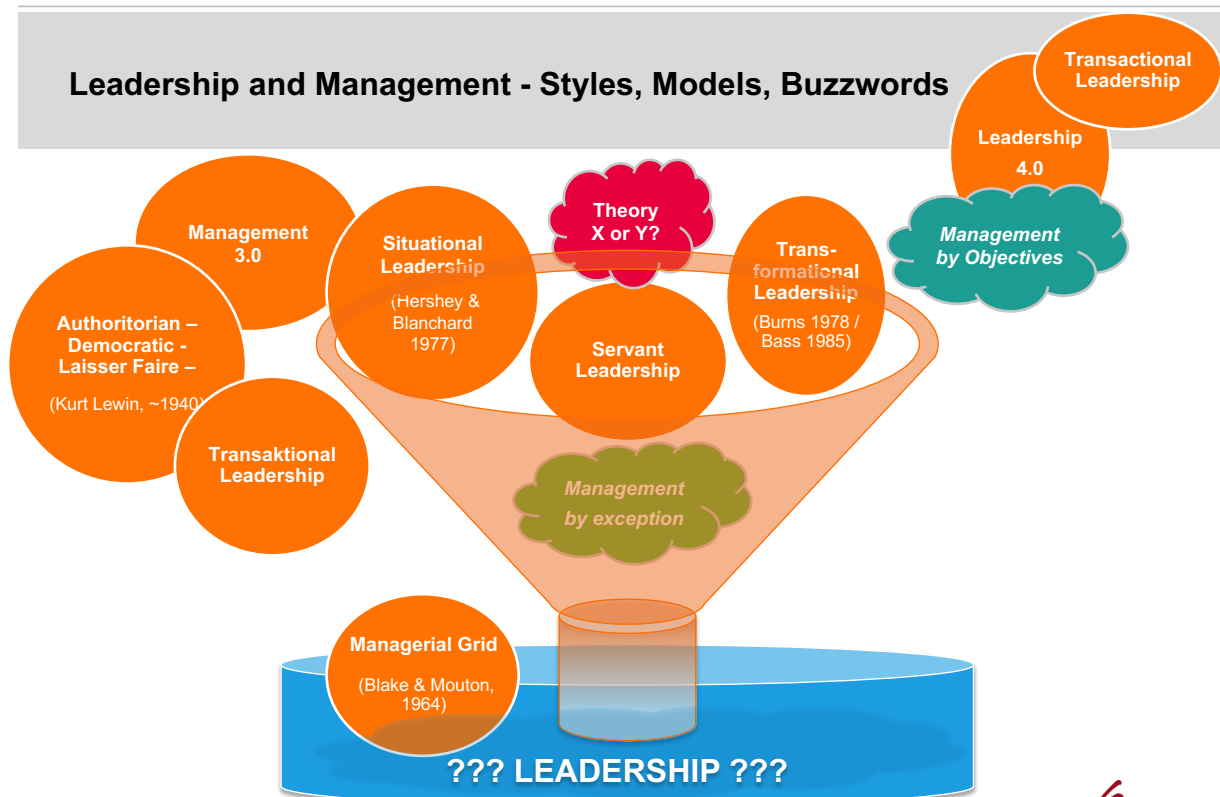 Leadership and Management - Styles, Models, Buzzwords
Transactional
Leadership
Leadership
4.0
Management
by Objectives
Theory
X or Y?
Management
3.0
Situational
Leadership
(Hershey &
Blanchard
1977)
Trans-
formational
Leadership
(Burns 1978 /
Bass 1985)
Authoritorian –
Democratic -
Laisser Faire –
(Kurt Lewin, ~1940)
Servant
Leadership
Transaktional
Leadership
Management
by exception
Managerial Grid
(Blake & Mouton,
1964)
??? LEADERSHIP ???